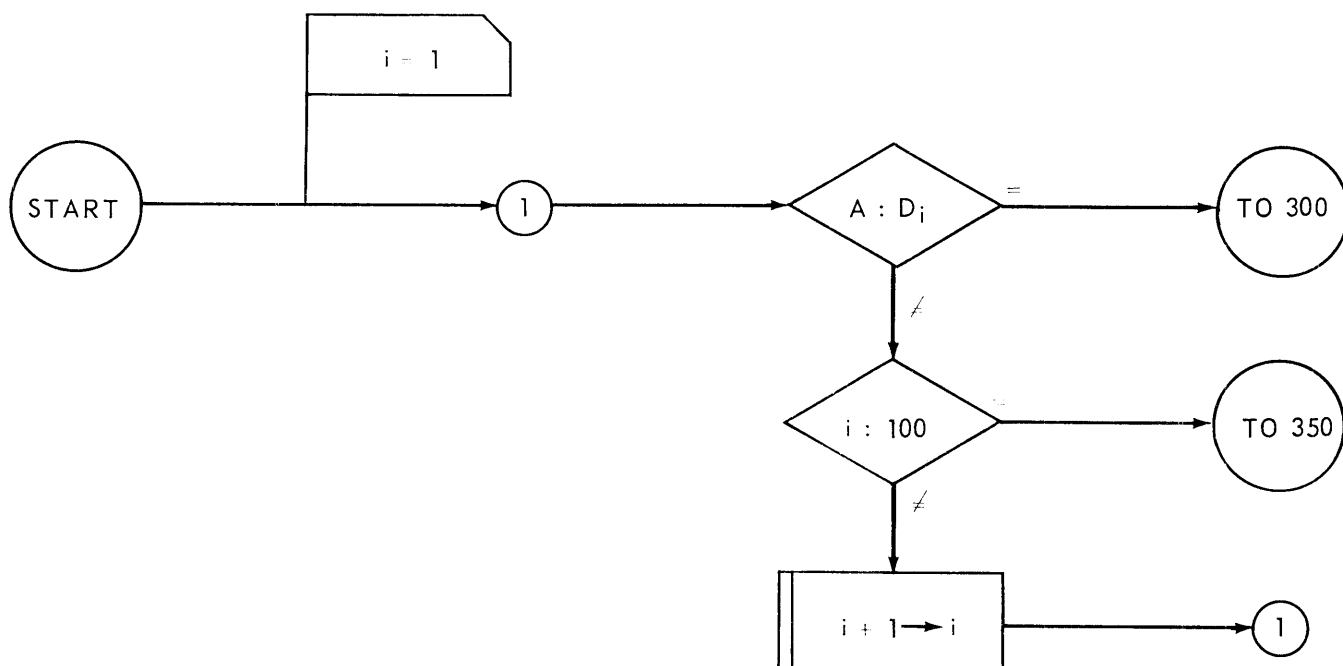 i - 1
START
1
A : Di
=
TO 300
≠
i : 100
=
TO 350
≠
i + 1 → i
1